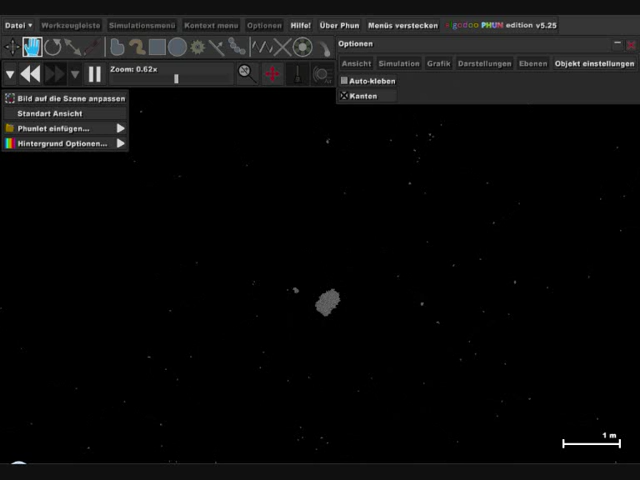 Datei ▾ Werkzeugleiste Simulationsmenü Kontext menu Optionen Hilfe! Über Phun Menüs verstecken algodoo PHUN edition v5.25
Optionen
Zoom: 0.62x
Ansicht Simulation Grafik Darstellungen Ebenen Objekt einstellungen
Auto-kleben
Kanten
Bild auf die Szene anpassen
Standart Ansicht
Phunlet einfügen...
Hintergrund Optionen...
1 m